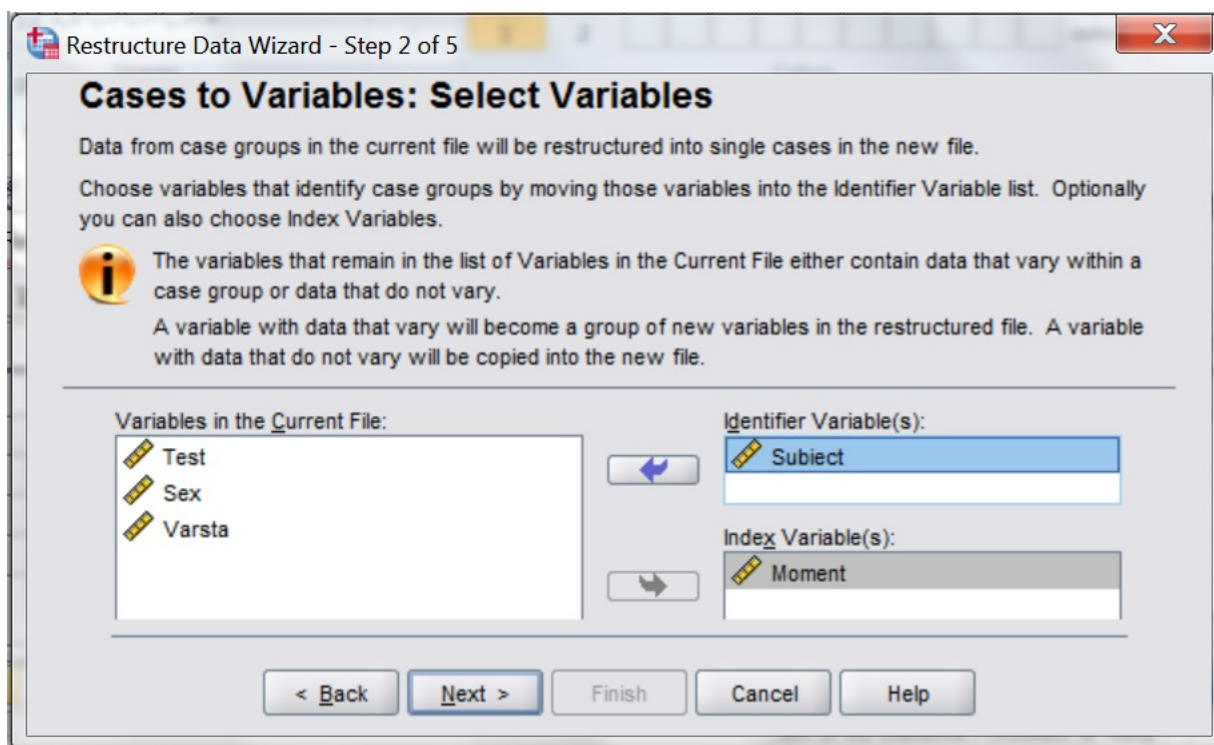 1 2
Restructure Data Wizard - Step 2 of 5
X
Cases to Variables: Select Variables
Data from case groups in the current file will be restructured into single cases in the new file.
Choose variables that identify case groups by moving those variables into the Identifier Variable list. Optionally
you can also choose Index Variables.
i
The variables that remain in the list of Variables in the Current File either contain data that vary within a
case group or data that do not vary.
A variable with data that vary will become a group of new variables in the restructured file. A variable
with data that do not vary will be copied into the new file.
Variables in the Current File:
Test
Sex
Varsta
Identifier Variable(s):
Subiect
Index Variable(s):
Moment
< Back Next > Finish Cancel Help